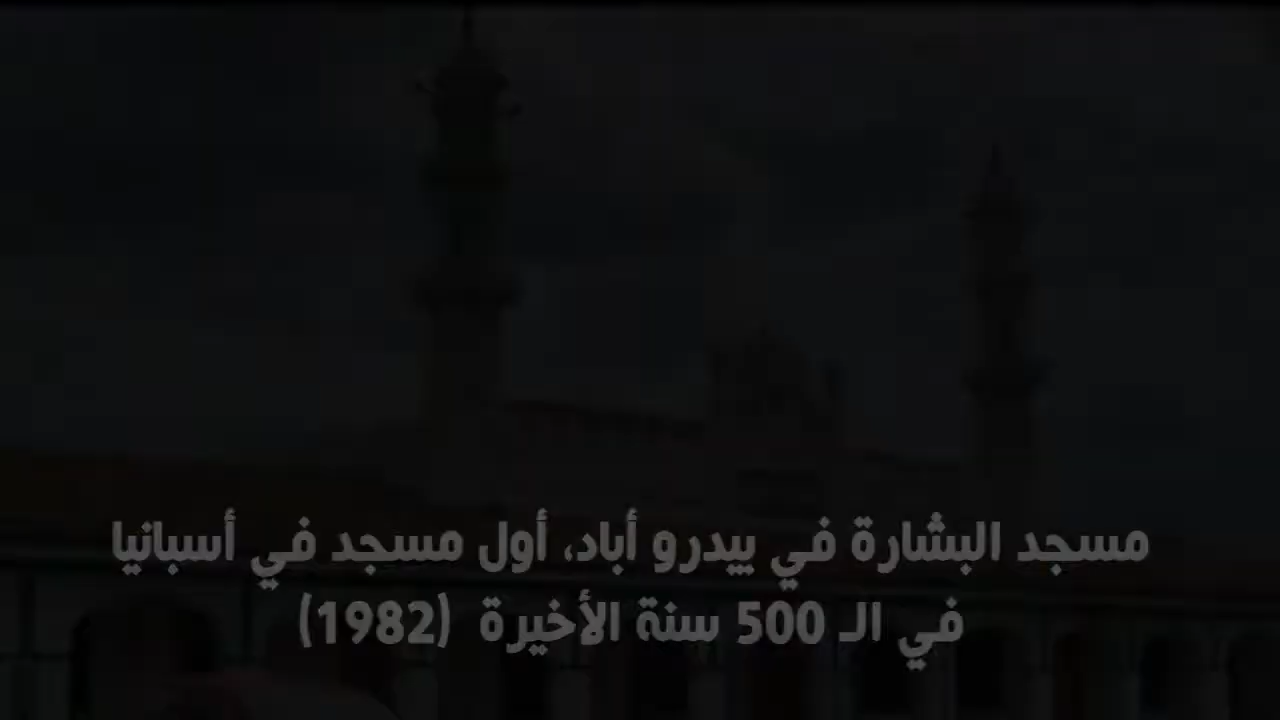 مسجد البشارة في بيدرو أباد، أول مسجد في أسبانيا
في الـ 500 سنة الأخيرة (1982)